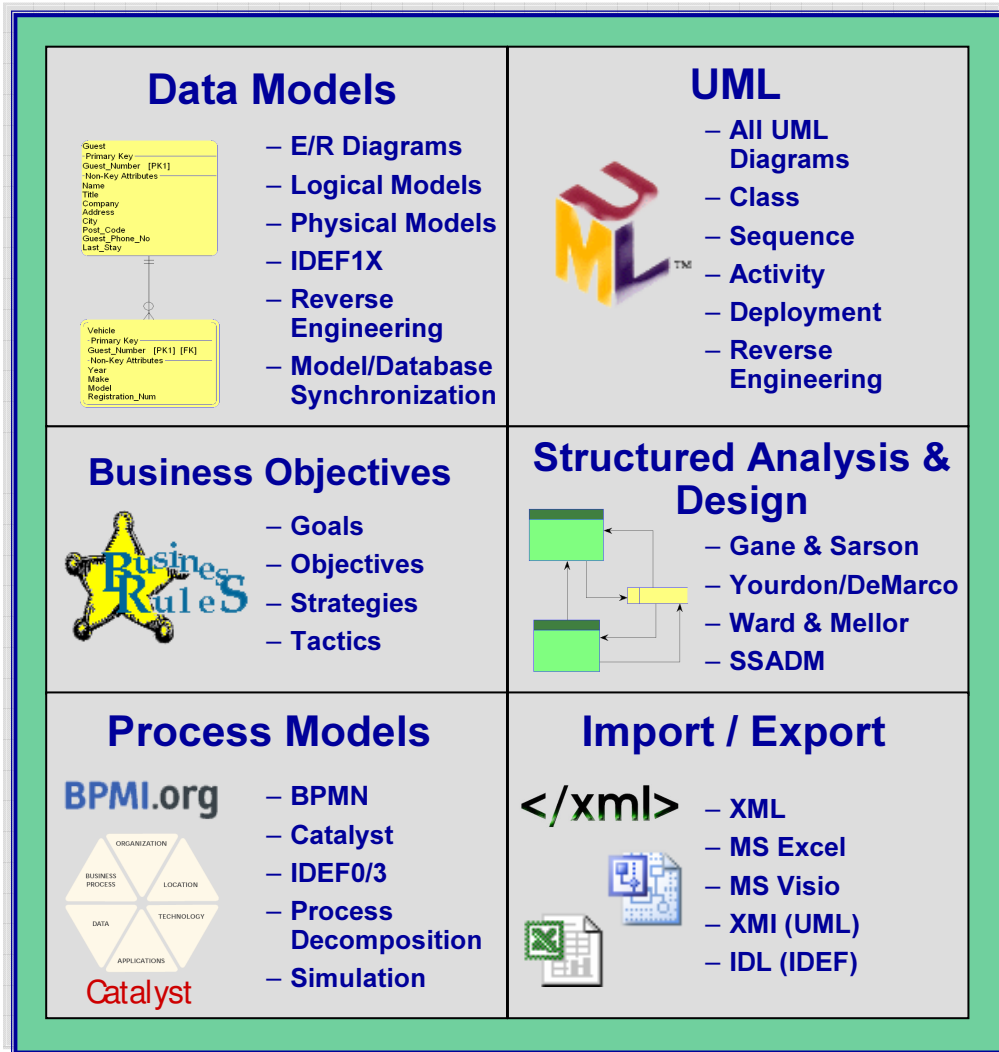 Data Models
Guest
Primary Key
Guest_Number [PK1]
Non-Key Attributes
Name
Title
Company
Address
City
Post_Code
Guest_Phone_No
Last_Stay
Vehicle
Primary Key
Guest_Number [PK1] [FK]
Non-Key Attributes
Year
Make
Model
Registration_Num
– E/R Diagrams
– Logical Models
– Physical Models
– IDEF1X
– Reverse
Engineering
– Model/Database
Synchronization
UML
UML ™
– All UML
Diagrams
– Class
– Sequence
– Activity
– Deployment
– Reverse
Engineering
Business Objectives
Business
Rules
– Goals
– Objectives
– Strategies
– Tactics
Structured Analysis &
Design
– Gane & Sarson
– Yourdon/DeMarco
– Ward & Mellor
– SSADM
Process Models
BPMI.org
ORGANIZATION
BUSINESS
PROCESS
LOCATION
DATA
TECHNOLOGY
APPLICATIONS
Catalyst
– BPMN
– Catalyst
– IDEF0/3
– Process
Decomposition
– Simulation
Import / Export
</xml>
– XML
– MS Excel
– MS Visio
– XMI (UML)
– IDL (IDEF)